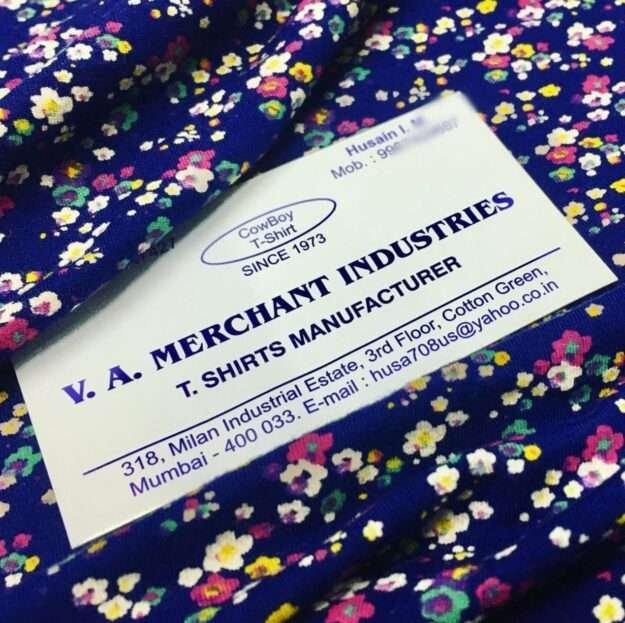 Husain I.
Mob. :
CowBoy
T-Shirt
SINCE 1973
V. A. MERCHANT INDUSTRIES
T. SHIRTS MANUFACTURER
318, Milan Industrial Estate, 3rd Floor, Cotton Green,
Mumbai - 400 033. E-mail : husa708us@yahoo.co.in